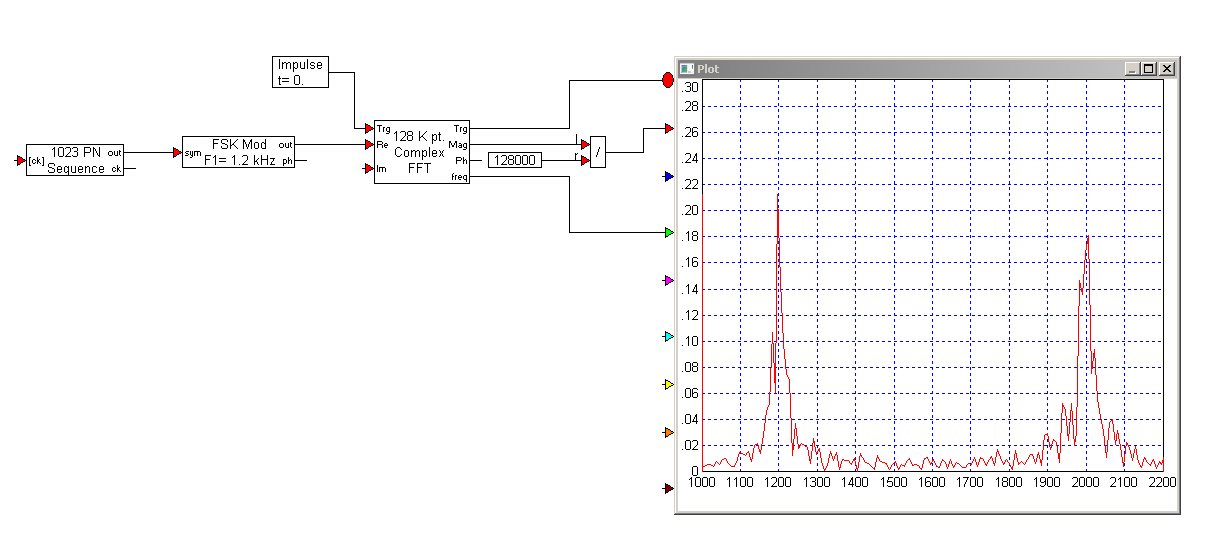 Impulse
t= 0.
[ck]
1023 PN
Sequence
out
ck
sym
FSK Mod
F1= 1.2 kHz
out
ph
Trg
Re
Im
128 K pt.
Complex
FFT
Trg
Mag
Ph
freq
128000
l
r
/
Plot
.30
.28
.26
.24
.22
.20
.18
.16
.14
.12
.10
.08
.06
.04
.02
0
1000 1100 1200 1300 1400 1500 1600 1700 1800 1900 2000 2100 2200